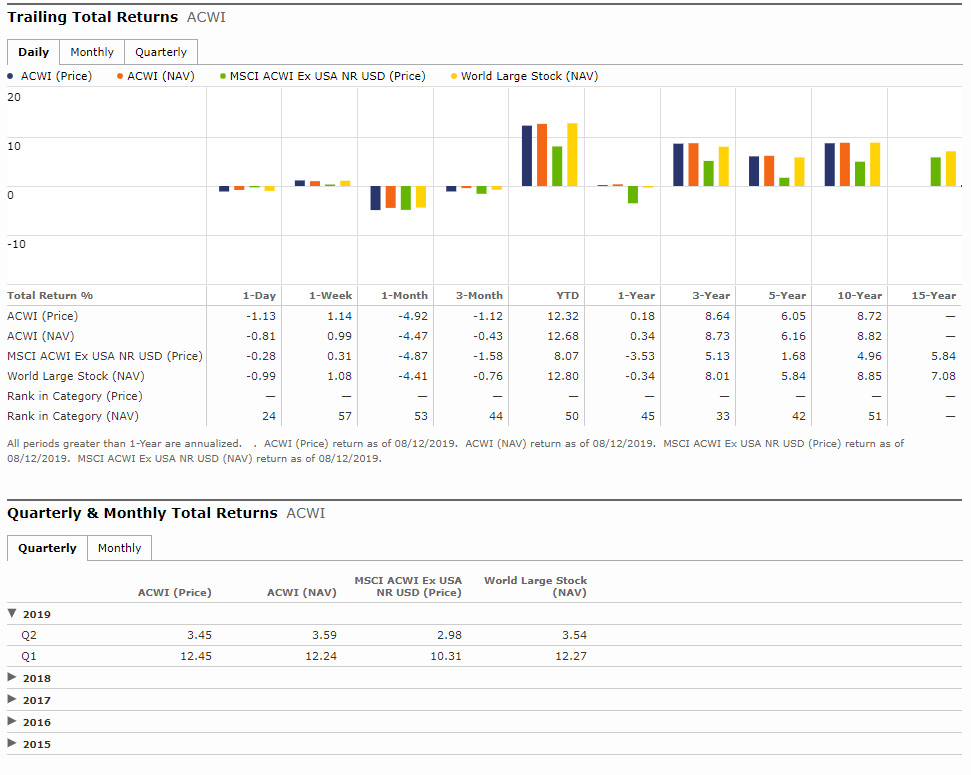 Trailing Total Returns ACWI
Daily Monthly Quarterly
ACWI (Price) ACWI (NAV) MSCI ACWI Ex USA NR USD (Price) World Large Stock (NAV)
20
10
0
-10
Total Return % 1-Day 1-Week 1-Month 3-Month YTD 1-Year 3-Year 5-Year 10-Year 15-Year
ACWI (Price) -1.13 1.14 -4.92 -1.12 12.32 0.18 8.64 6.05 8.72 —
ACWI (NAV) -0.81 0.99 -4.47 -0.43 12.68 0.34 8.73 6.16 8.82 —
MSCI ACWI Ex USA NR USD (Price) -0.28 0.31 -4.87 -1.58 8.07 -3.53 5.13 1.68 4.96 5.84
World Large Stock (NAV) -0.99 1.08 -4.41 -0.76 12.80 -0.34 8.01 5.84 8.85 7.08
Rank in Category (Price) — — — — — — — — — —
Rank in Category (NAV) 24 57 53 44 50 45 33 42 51 —
All periods greater than 1-Year are annualized. . ACWI (Price) return as of 08/12/2019. ACWI (NAV) return as of 08/12/2019. MSCI ACWI Ex USA NR USD (Price) return as of
08/12/2019. MSCI ACWI Ex USA NR USD (NAV) return as of 08/12/2019.
Quarterly & Monthly Total Returns ACWI
Quarterly Monthly
MSCI ACWI Ex USA World Large Stock
ACWI (Price) ACWI (NAV) NR USD (Price) (NAV)
▼ 2019
Q2 3.45 3.59 2.98 3.54
Q1 12.45 12.24 10.31 12.27
▶ 2018
▶ 2017
▶ 2016
▶ 2015